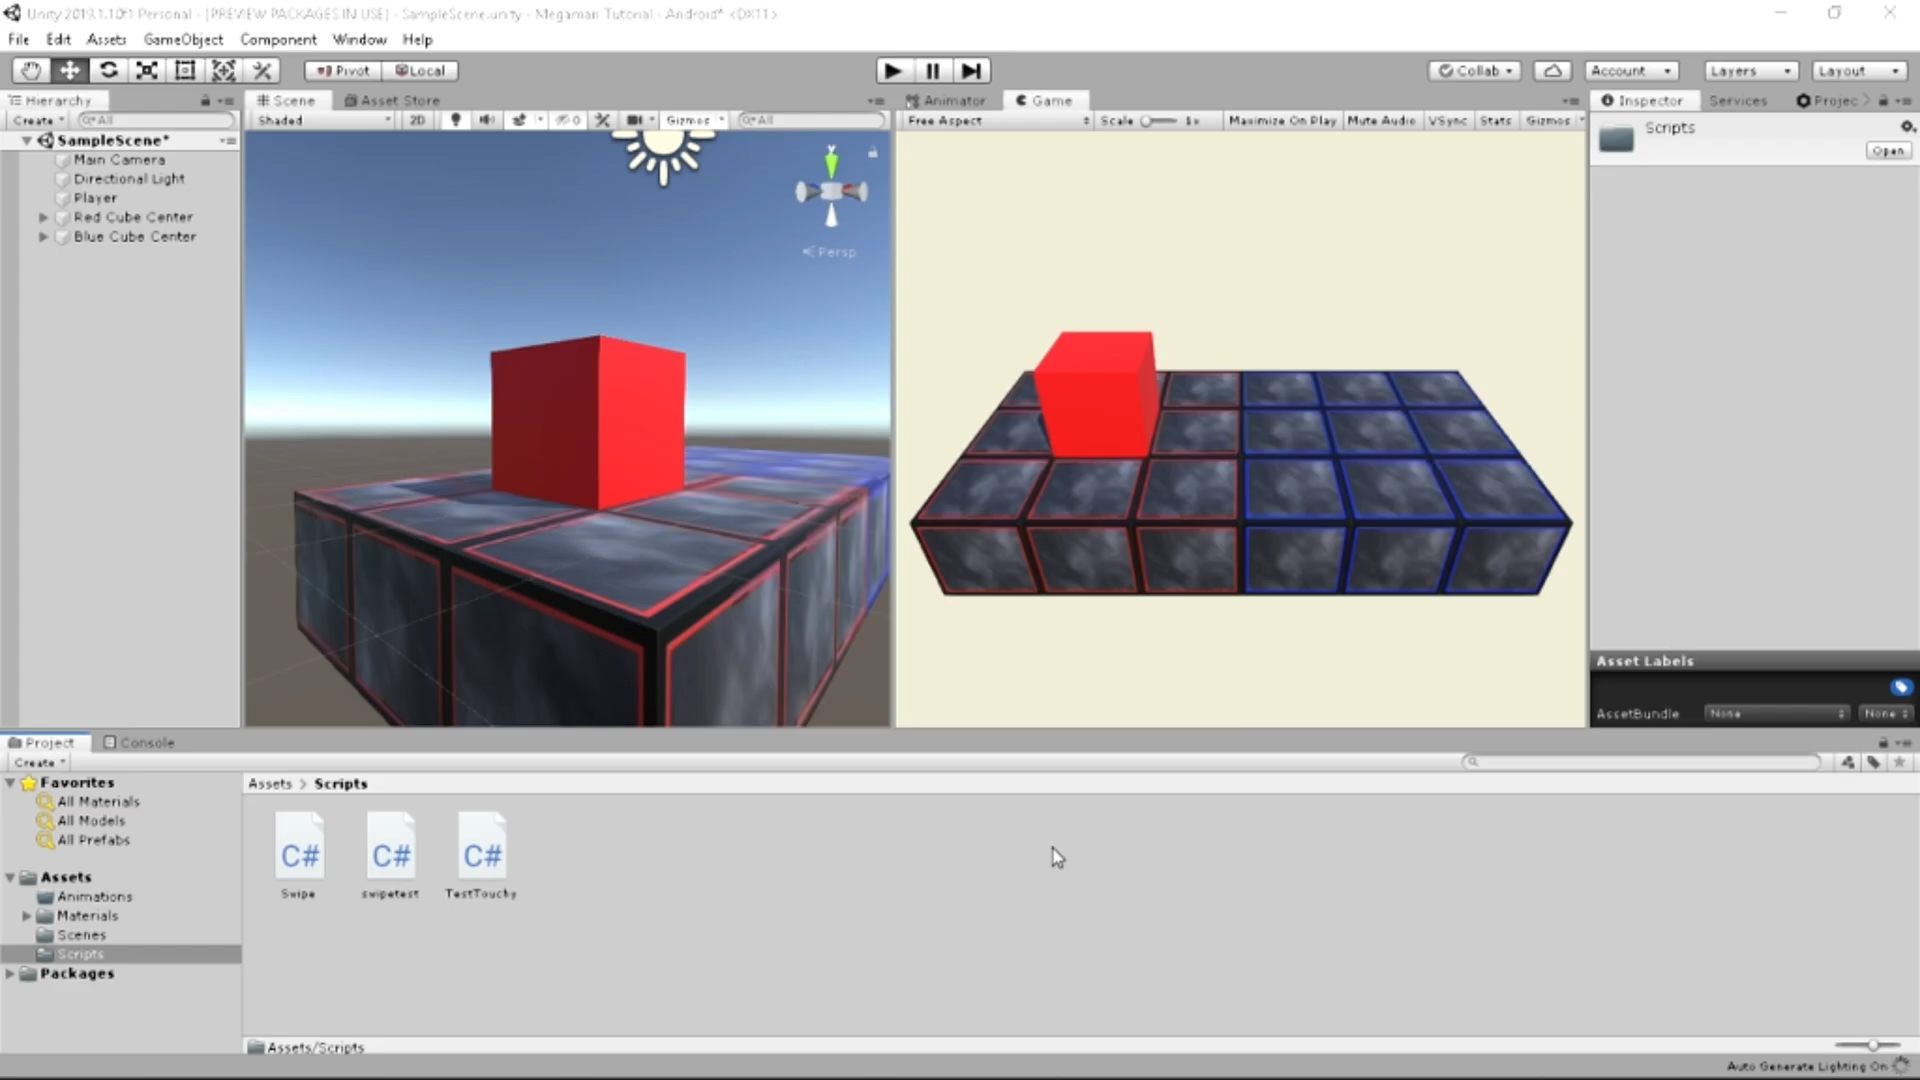 Unity 2019.1.10f1 Personal - [PREVIEW PACKAGES IN USE] - SampleScene.unity - Megaman Tutorial - Android* <DX11>
File Edit Assets GameObject Component Window Help
Pivot Local Collab Account Layers Layout
Hierarchy Scene Asset Store Animator Game Inspector Services Projec
Create All Shaded 2D 0 Gizmos All Free Aspect Scale 1x Maximize On Play Mute Audio VSync Stats Gizmos
Scripts
Open
SampleScene*
Main Camera
Directional Light
Player
Red Cube Center
Blue Cube Center
y
Persp
Asset Labels
AssetBundle None None
Project Console
Create
Favorites
All Materials
All Models
All Prefabs
Assets
Animations
Materials
Scenes
Scripts
Packages
Assets > Scripts
C# C# C#
Swipe swipetest TestTouchy
Assets/Scripts
Auto Generate Lighting On